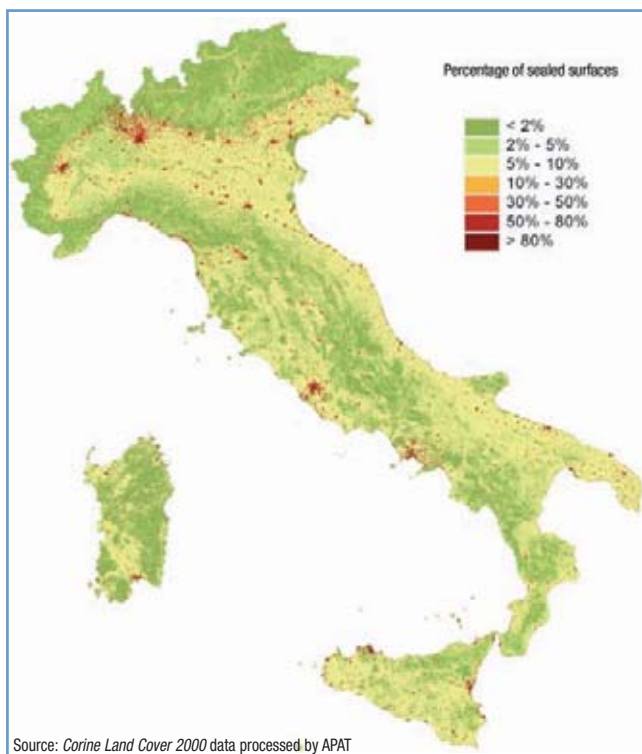 Percentage of sealed surfaces
< 2%
2% - 5%
5% - 10%
10% - 30%
30% - 50%
50% - 80%
> 80%
Source: Corine Land Cover 2000 data processed by APAT